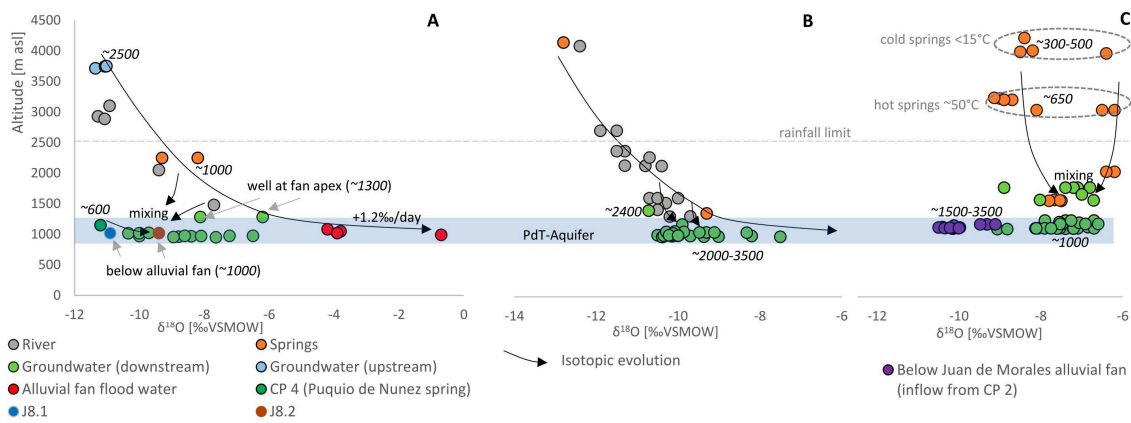 A
B
C
Altitude [m asl]
4500
4000
3500
3000
2500
2000
1500
1000
500
0
~2500
~1000
~600
mixing
well at fan apex (~1300)
+1.2‰/day
below alluvial fan (~1000)
-12
-10
-8
-6
-4
-2
0
δ¹⁸O [‰VSMOW]
rainfall limit
~2400
PdT-Aquifer
~2000-3500
-14
-12
-10
-8
-6
δ¹⁸O [‰VSMOW]
cold springs <15°C
~300-500
hot springs ~50°C
~650
mixing
~1500-3500
~1000
-12
-10
-8
-6
δ¹⁸O [‰VSMOW]
River
Springs
Groundwater (downstream)
Groundwater (upstream)
Alluvial fan flood water
CP 4 (Puquio de Nunez spring)
J8.1
J8.2
Isotopic evolution
Below Juan de Morales alluvial fan
(inflow from CP 2)